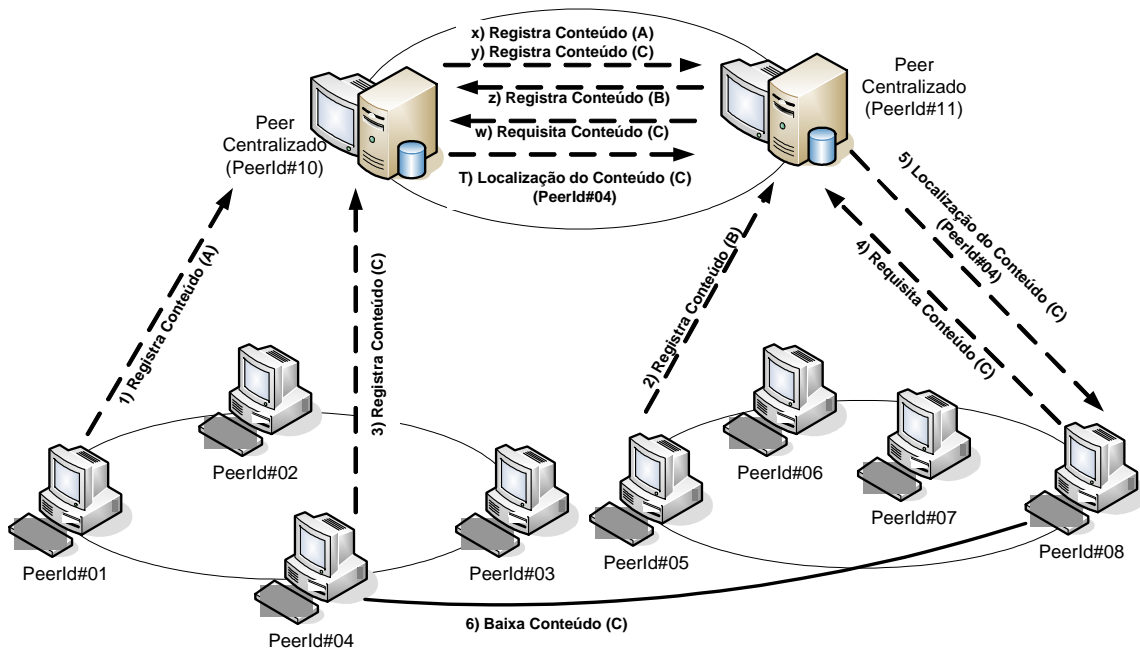 x) Registra Conteúdo (A)
y) Registra Conteúdo (C)
z) Registra Conteúdo (B)
w) Requisita Conteúdo (C)
T) Localização do Conteúdo (C)
(PeerId#04)
Peer
Centralizado
(PeerId#10)
Peer
Centralizado
(PeerId#11)
1) Registra Conteúdo (A)
3) Registra Conteúdo (C)
2) Registra Conteúdo (B)
4) Requisita Conteúdo (C)
5) Localização do Conteúdo (C)
(PeerId#04)
PeerId#01
PeerId#02
PeerId#03
PeerId#04
PeerId#05
PeerId#06
PeerId#07
PeerId#08
6) Baixa Conteúdo (C)